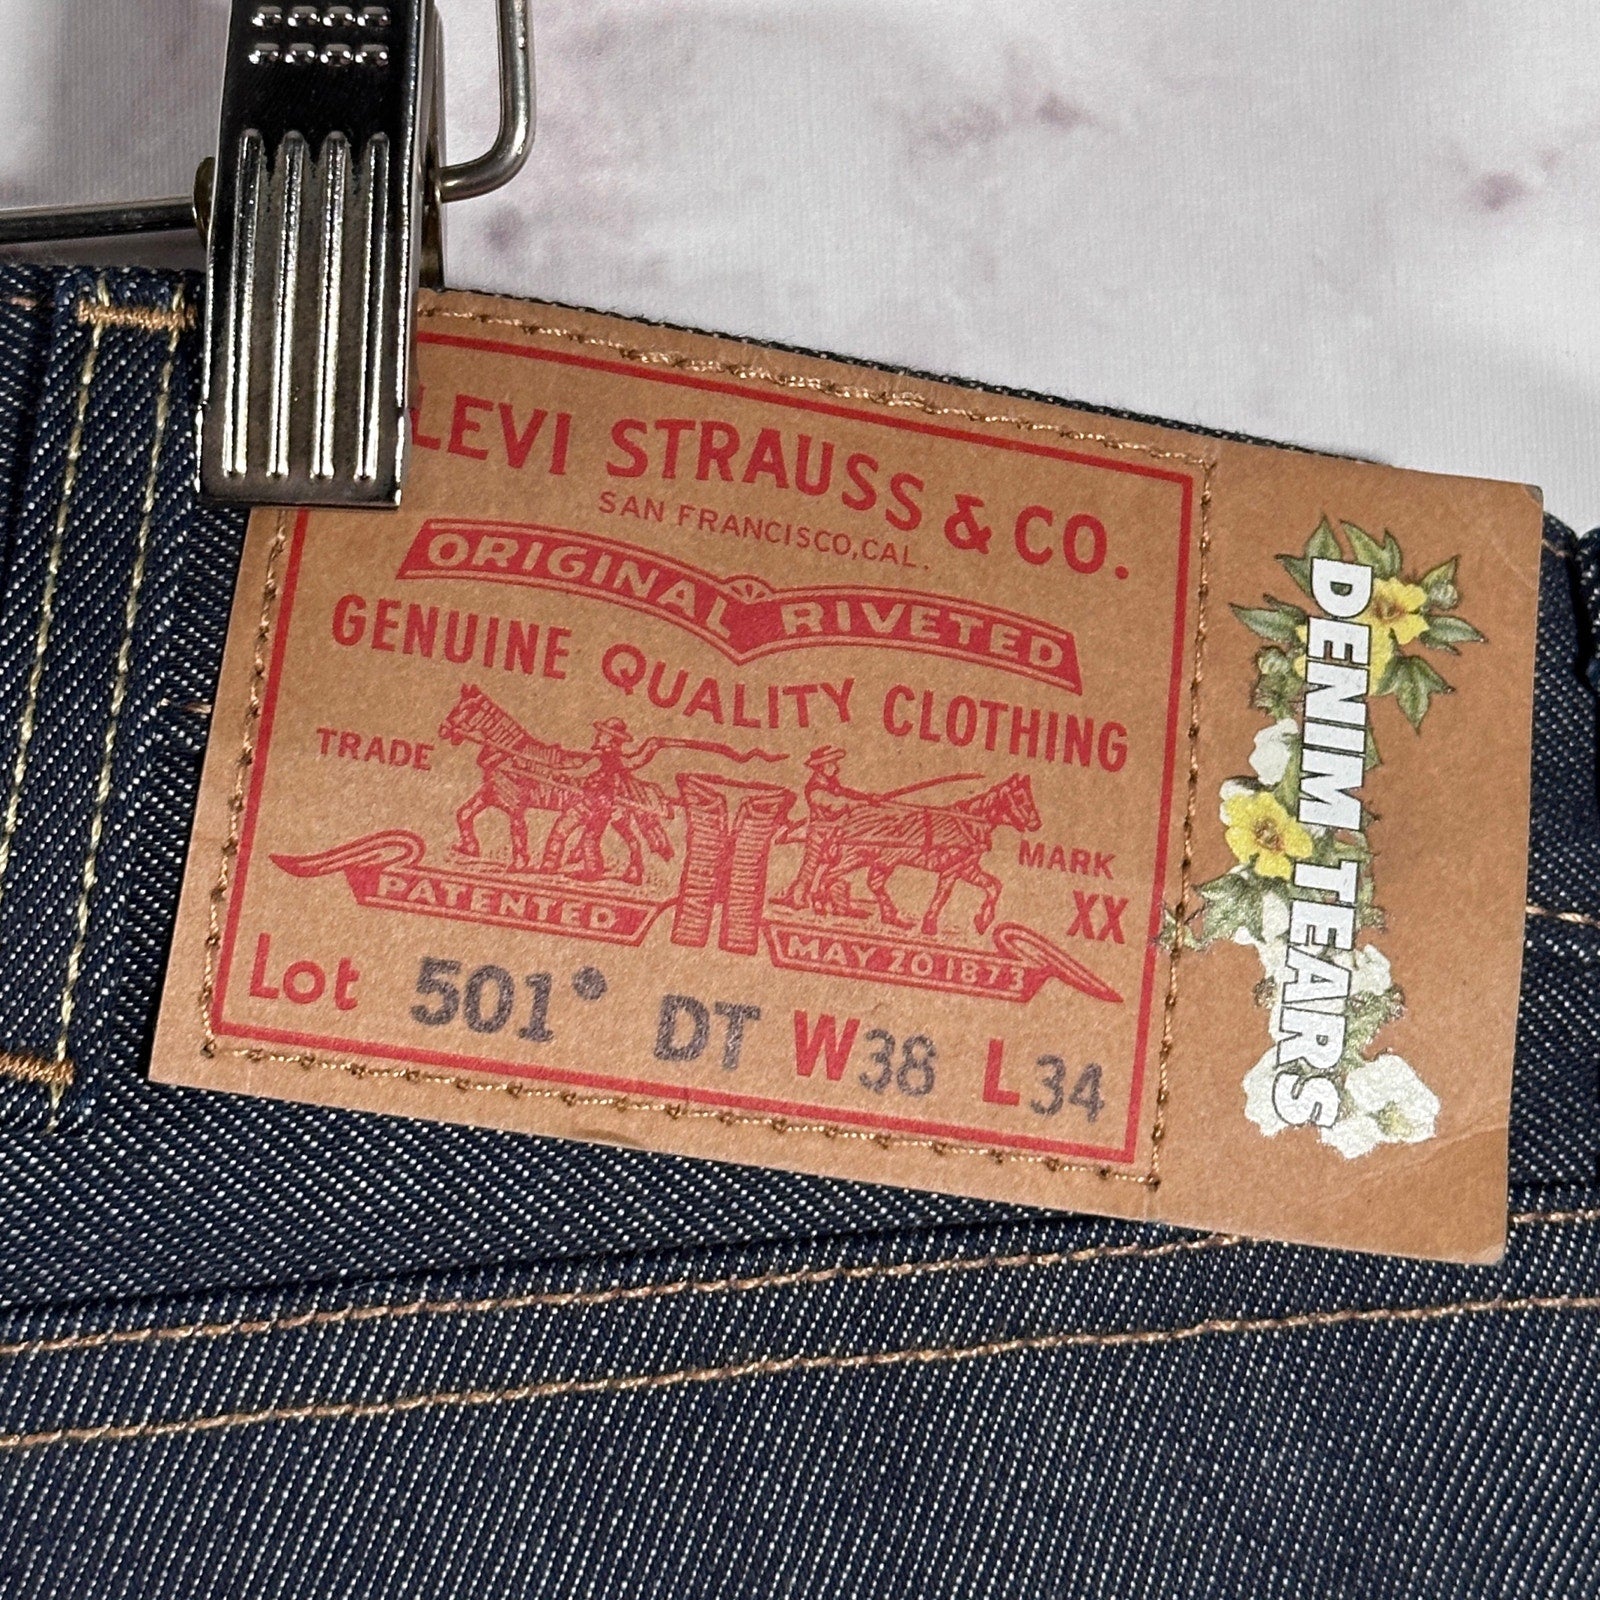 LEVI STRAUSS & CO.
SAN FRANCISCO, CAL.
ORIGINAL RIVETED
GENUINE QUALITY CLOTHING
TRADE MARK
XX
PATENTED MAY 20 1873
Lot 501® DT W38 L34
DENIM TEARS